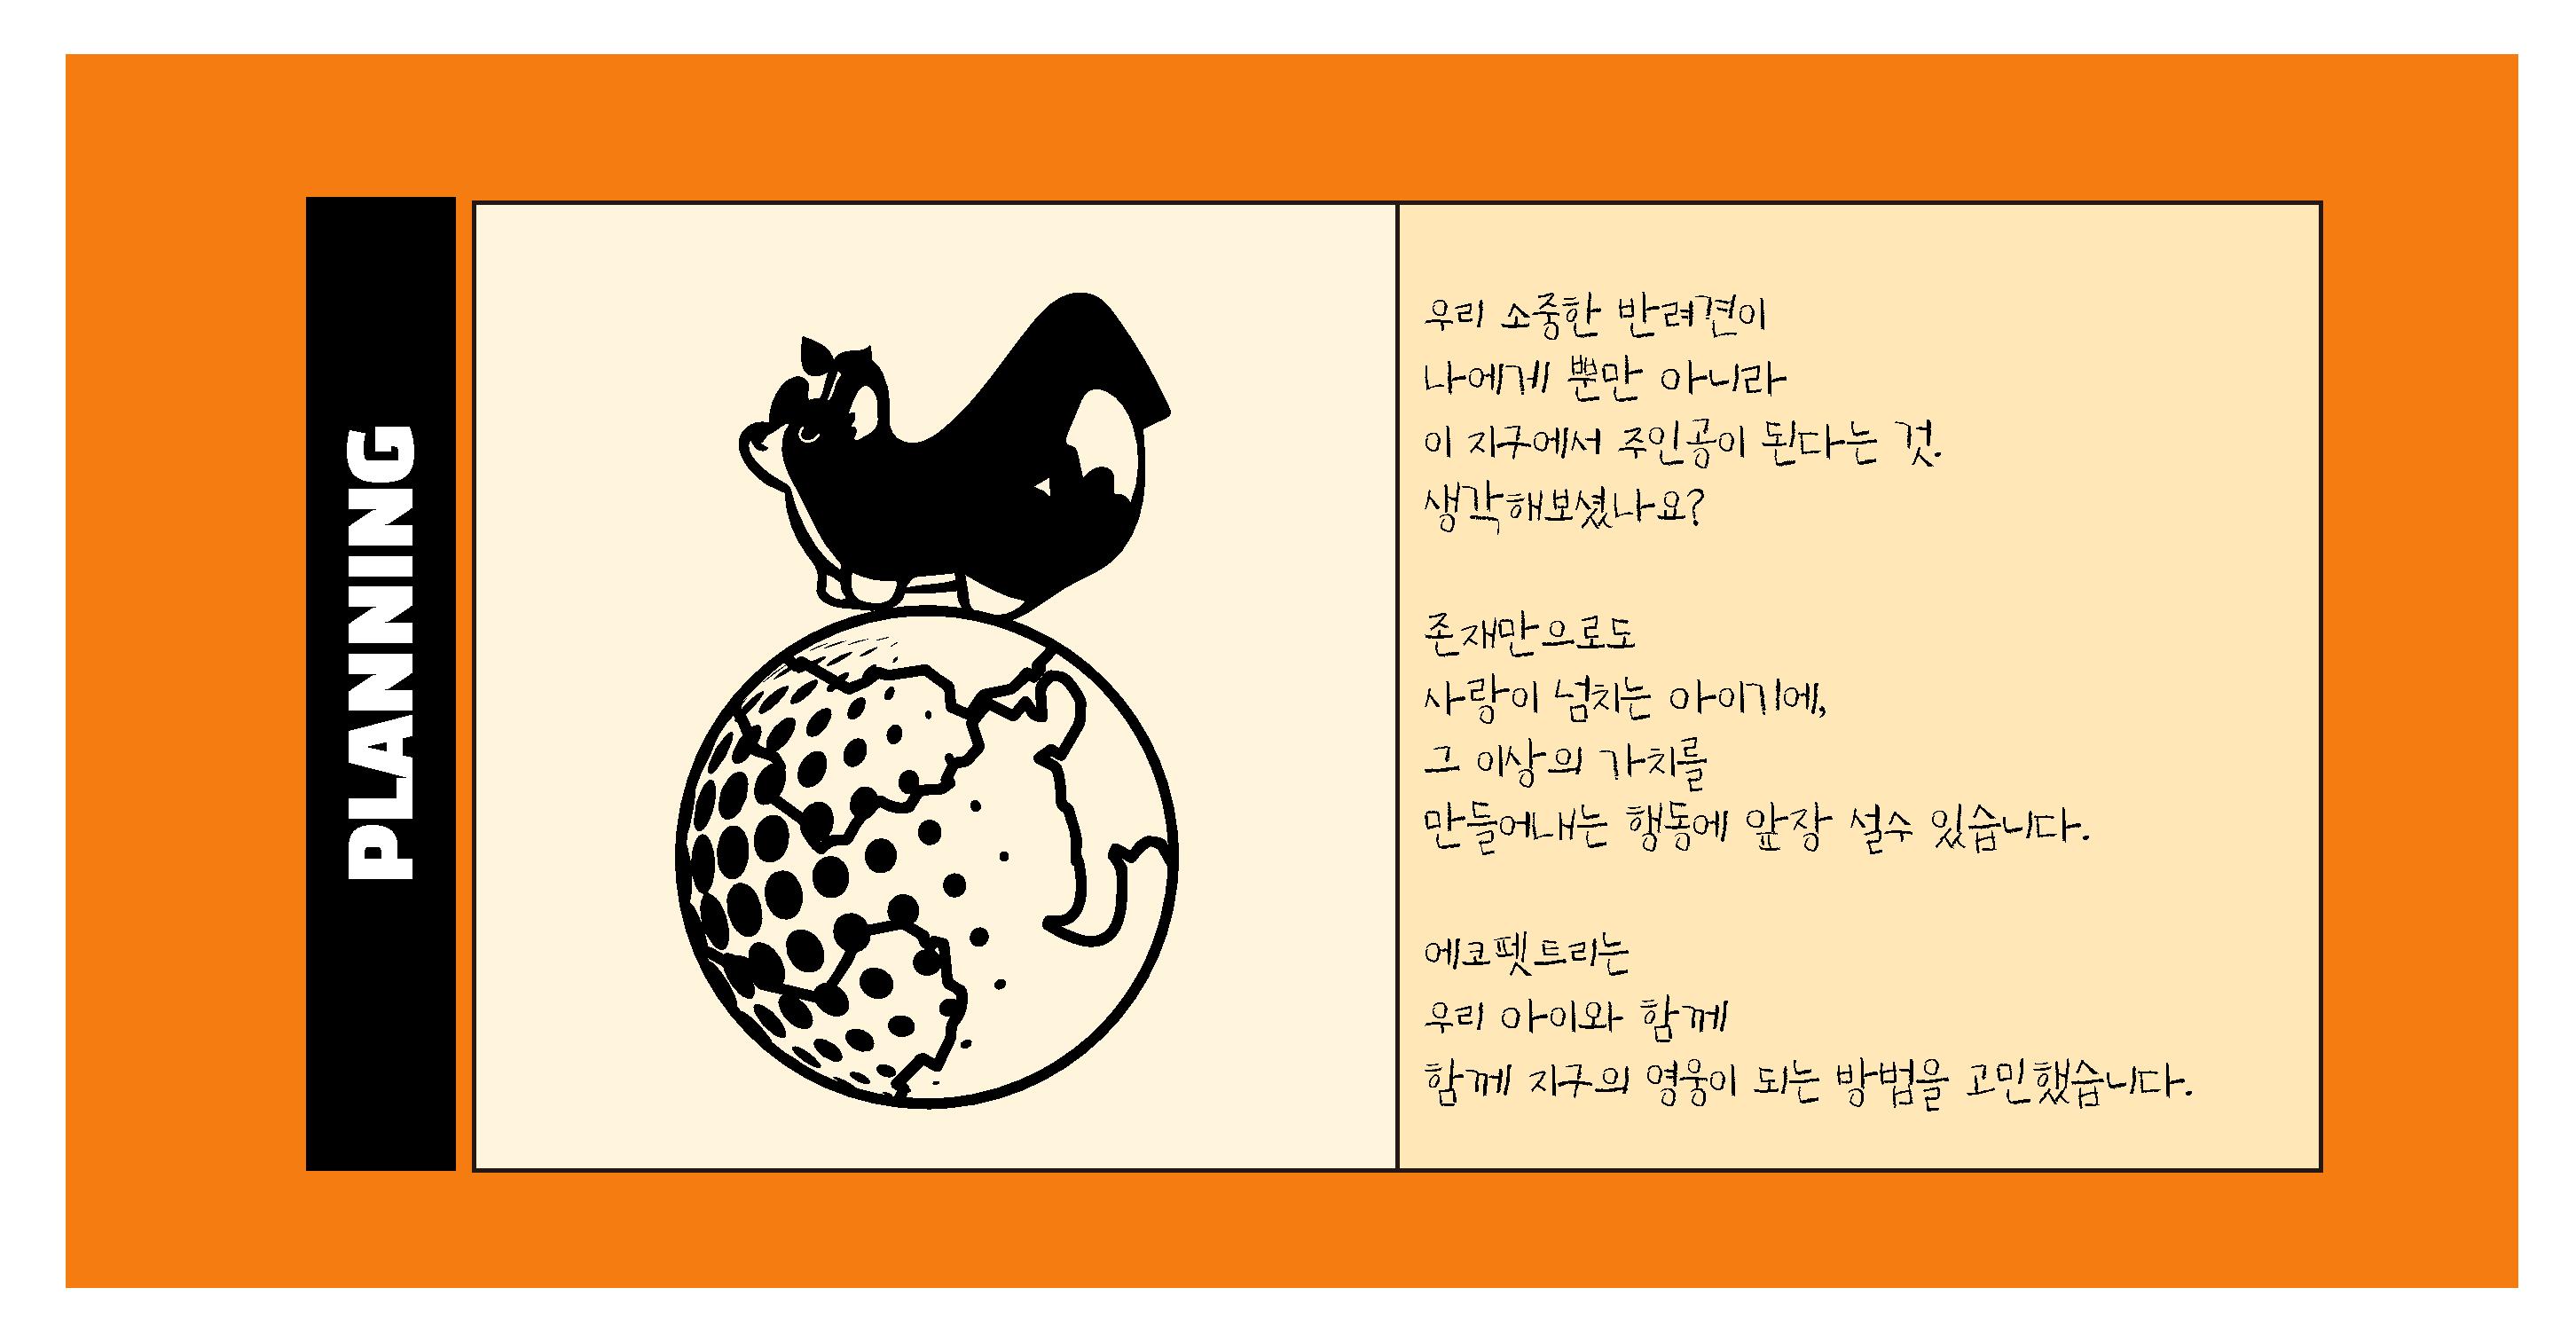 PLANNING
우리 소중한 반려견이
나에게 뿐만 아니라
이 지구에서 주인공이 된다는 것.
생각해보셨나요?
존재만으로도
사랑이 넘치는 아이기에,
그 이상의 가치를
만들어내는 행동에 앞장 설수 있습니다.
에코펫트리는
우리 아이와 함께
함께 지구의 영웅이 되는 방법을 고민했습니다.